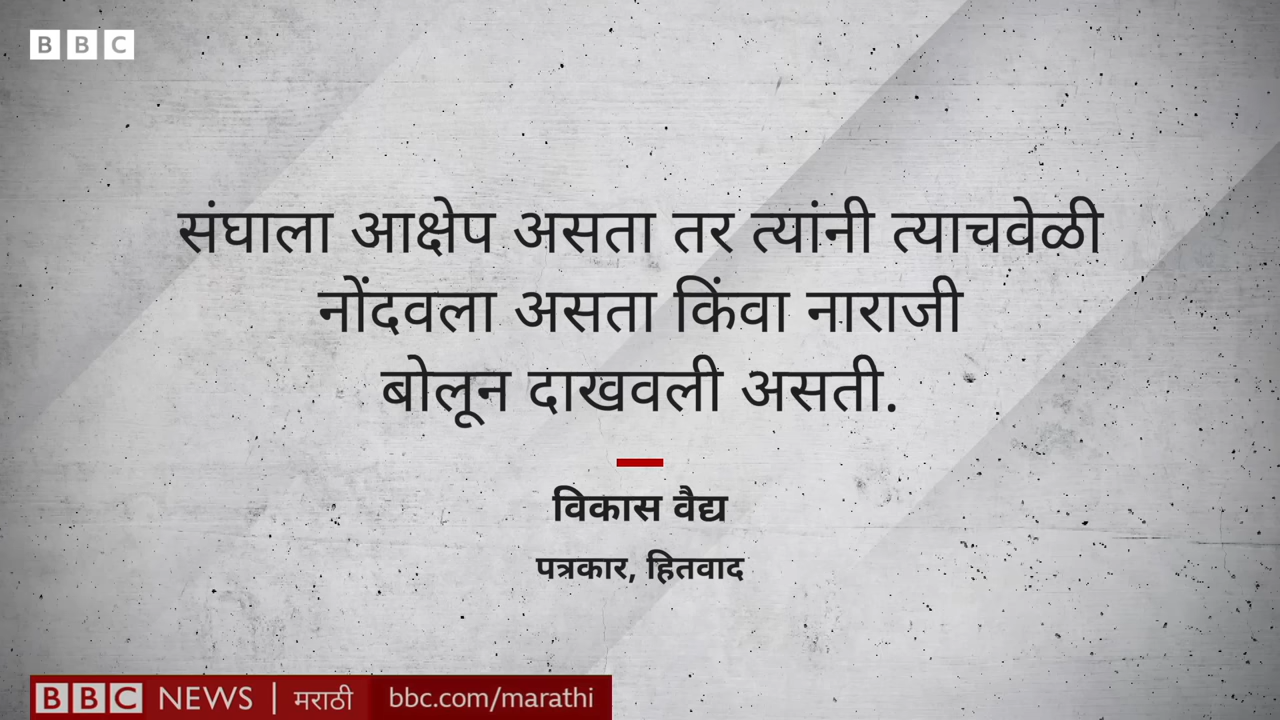 BBC
संघाला आक्षेप असता तर त्यांनी त्याचवेळी
नोंदवला असता किंवा नाराजी
बोलून दाखवली असती.
विकास वैद्य
पत्रकार, हितवाद
BBC NEWS | मराठी bbc.com/marathi